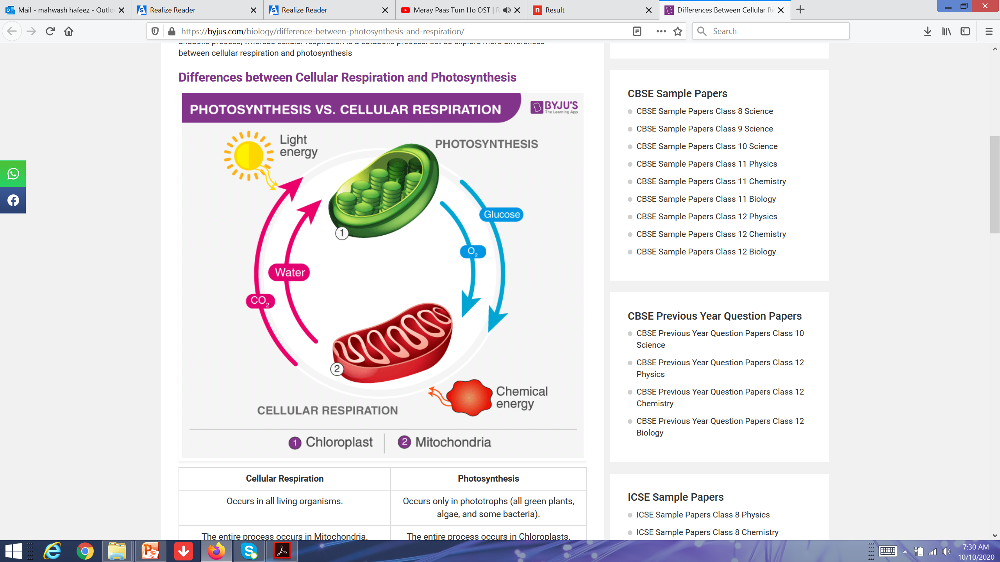 Mail - mahwash hafeez - Outlo
Realize Reader
Realize Reader
Meray Paas Tum Ho OST | R
Result
Differences Between Cellular Re
https://byjus.com/biology/difference-between-photosynthesis-and-respiration/
Search
between cellular respiration and photosynthesis
Differences between Cellular Respiration and Photosynthesis
PHOTOSYNTHESIS VS. CELLULAR RESPIRATION
BYJU'S
The Learning App
Light
energy
PHOTOSYNTHESIS
Glucose
1
O2
Water
CO2
2
Chemical
energy
CELLULAR RESPIRATION
1 Chloroplast
2 Mitochondria
Cellular Respiration
Photosynthesis
Occurs in all living organisms.
Occurs only in phototrophs (all green plants,
algae, and some bacteria).
The entire process occurs in Mitochondria.
The entire process occurs in Chloroplasts.
CBSE Sample Papers
CBSE Sample Papers Class 8 Science
CBSE Sample Papers Class 9 Science
CBSE Sample Papers Class 10 Science
CBSE Sample Papers Class 11 Physics
CBSE Sample Papers Class 11 Chemistry
CBSE Sample Papers Class 11 Biology
CBSE Sample Papers Class 12 Physics
CBSE Sample Papers Class 12 Chemistry
CBSE Sample Papers Class 12 Biology
CBSE Previous Year Question Papers
CBSE Previous Year Question Papers Class 10
Science
CBSE Previous Year Question Papers Class 12
Physics
CBSE Previous Year Question Papers Class 12
Chemistry
CBSE Previous Year Question Papers Class 12
Biology
ICSE Sample Papers
ICSE Sample Papers Class 8 Physics
ICSE Sample Papers Class 8 Chemistry
7:30 AM
10/10/2020